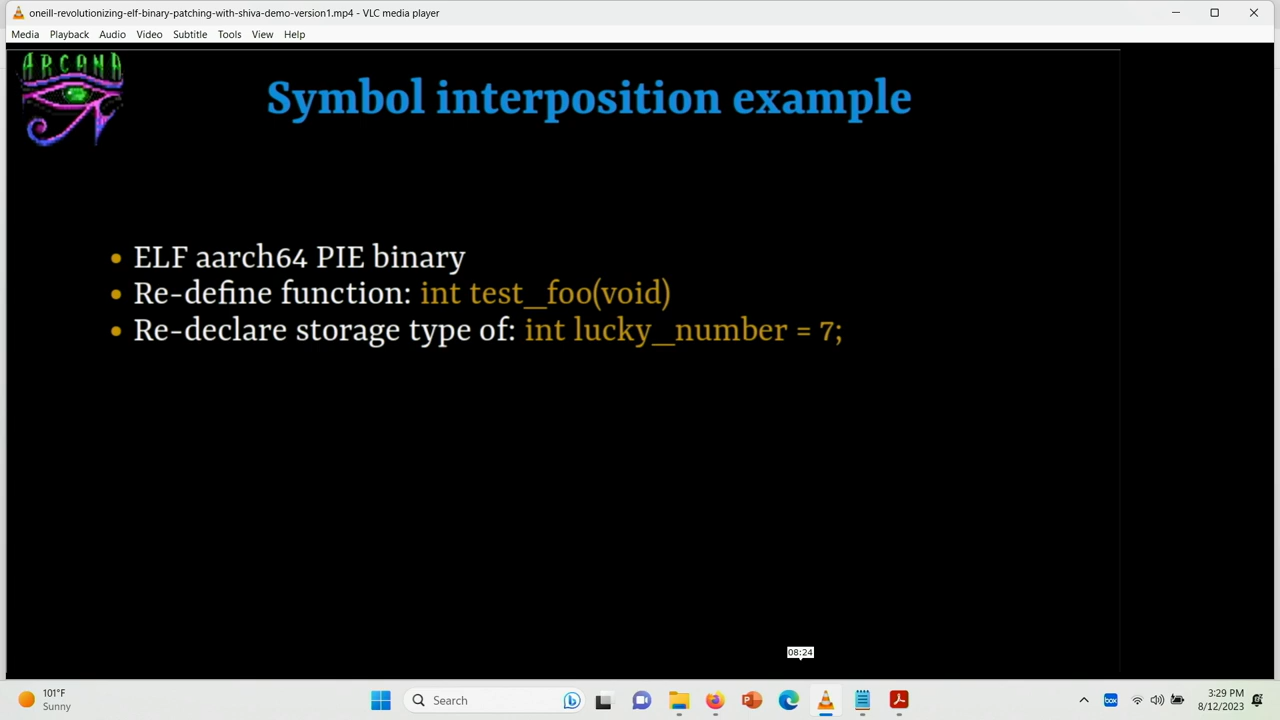 oneill-revolutionizing-elf-binary-patching-with-shiva-demo-version1.mp4 - VLC media player
Media Playback Audio Video Subtitle Tools View Help
ARCANA
Symbol interposition example
• ELF aarch64 PIE binary
• Re-define function: int test_foo(void)
• Re-declare storage type of: int lucky_number = 7;
08:24
101°F
Sunny
Search
box
3:29 PM
8/12/2023